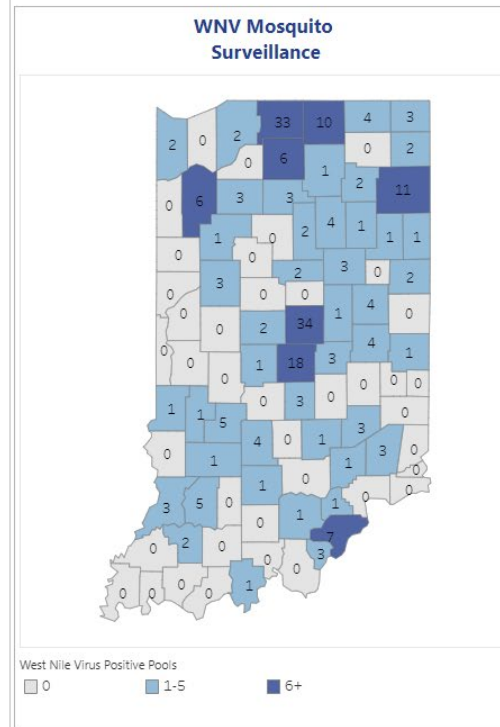 WNV Mosquito
Surveillance
33 10 4 3
2 0 2
0 6 0 2
1
2 11
0 6 3 3
4 1
1 0 2 1 1
0 0
3 0
2 2
0 3
0 0
0 4
1 0
0 2 34
0 0 1 18 3 4 1
0 0 0 0
0 3 0
1 1 5 0
4 0 1 3
0 1 1 3 0
0 0
1 0 0
3 5 0 1 1
0 7
0 2 0 3
0 0
0 0 0 0 1
West Nile Virus Positive Pools
0 1-5 6+